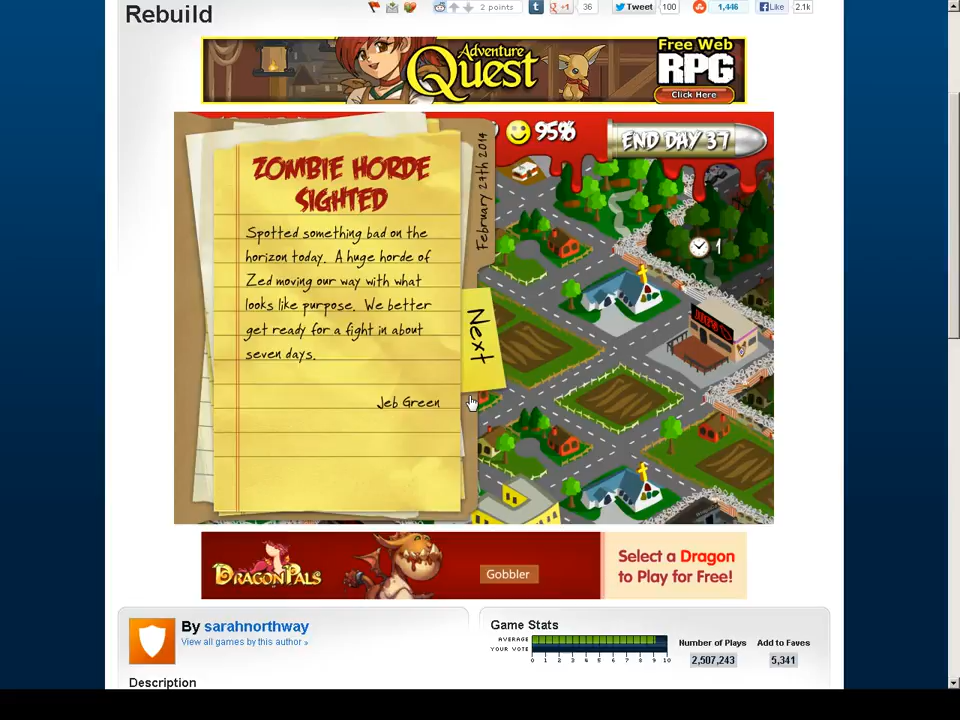 Rebuild
2 points
+1
36
Tweet
100
1,446
Like
2.1k
Adventure
Quest
Free Web
RPG
Click Here
ZOMBIE HORDE
SIGHTED
Spotted something bad on the
horizon today. A huge horde of
Zed moving our way with what
looks like purpose. We better
get ready for a fight in about
seven days.
Jeb Green
February 27th 2014
Next
95%
END DAY 37
1
DRAGONPALS
Gobbler
Select a Dragon
to Play for Free!
By sarahnorthway
View all games by this author »
Game Stats
AVERAGE
YOUR VOTE
0 1 2 3 4 5 6 7 8 9 10
Number of Plays
2,507,243
Add to Faves
5,341
Description